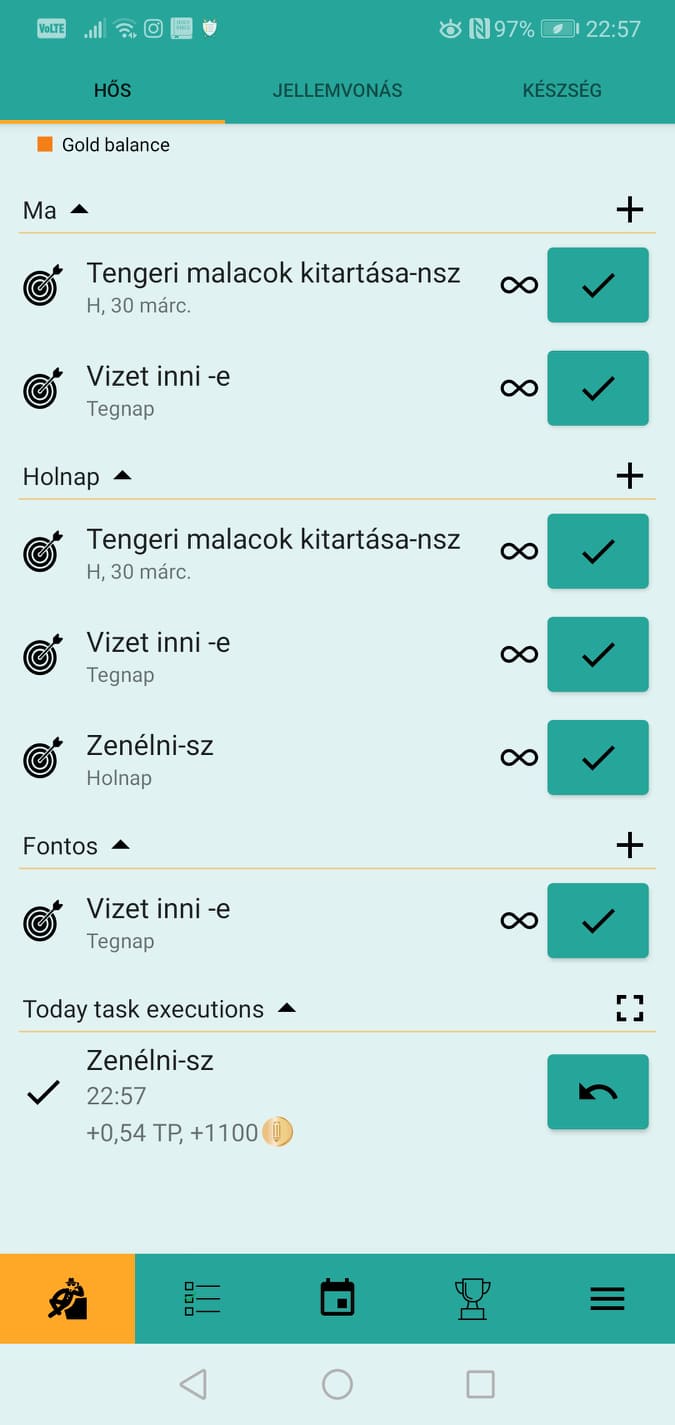 VoLTE 97% 22:57
HŐS JELLEMVONÁS KÉSZSÉG
Gold balance
Ma
Tengeri malacok kitartása-nsz
H, 30 márc.
Vizet inni -e
Tegnap
Holnap
Tengeri malacok kitartása-nsz
H, 30 márc.
Vizet inni -e
Tegnap
Zenélni-sz
Holnap
Fontos
Vizet inni -e
Tegnap
Today task executions
Zenélni-sz
22:57
+0,54 TP, +1100